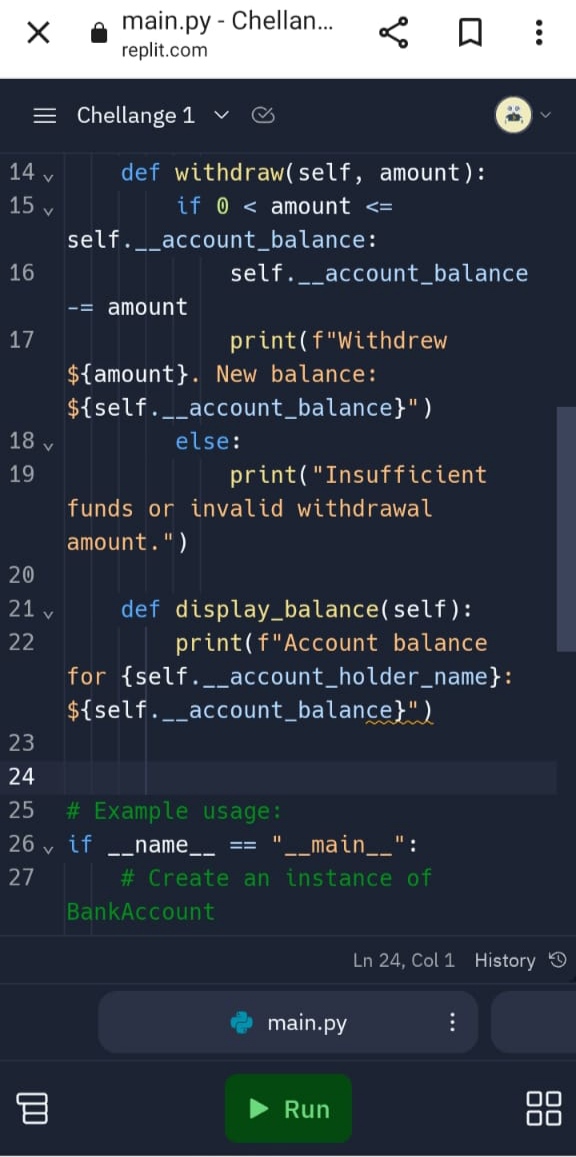 main.py - Chellan...
replit.com
Chellange 1
14 def withdraw(self, amount):
15 if 0 < amount <=
self.__account_balance:
16 self.__account_balance
-= amount
17 print(f"Withdrew
${amount}. New balance:
${self.__account_balance}")
18 else:
19 print("Insufficient
funds or invalid withdrawal
amount.")
20
21 def display_balance(self):
22 print(f"Account balance
for {self.__account_holder_name}:
${self.__account_balance}")
23
24
25 # Example usage:
26 if __name__ == "__main__":
27 # Create an instance of
BankAccount
Ln 24, Col 1 History
main.py
Run